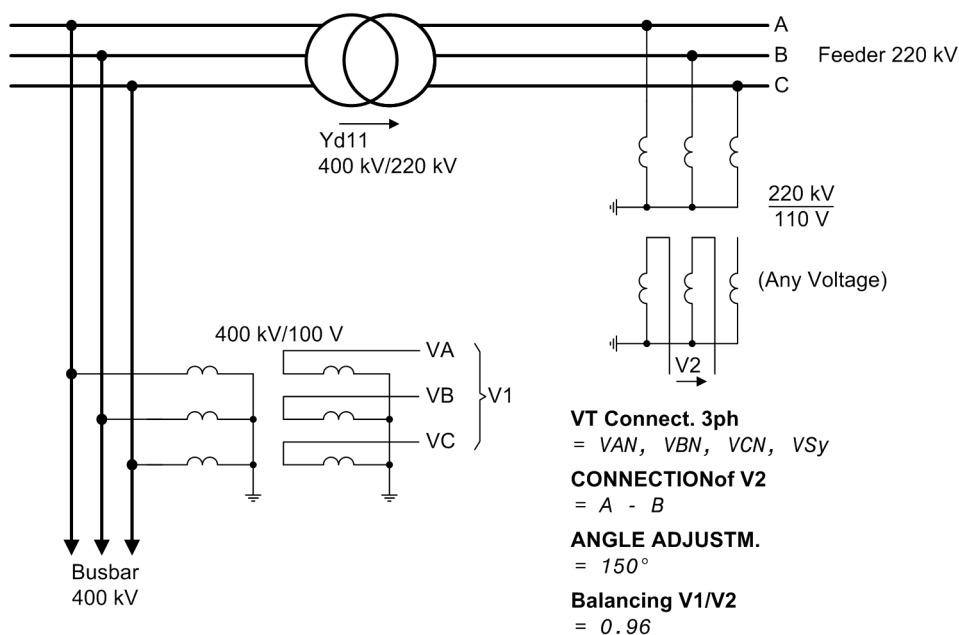 A
B
Feeder 220 kV
C
Yd11
400 kV/220 kV
220 kV
110 V
(Any Voltage)
400 kV/100 V
VA
VB
VC
V1
V2
VT Connect. 3ph
= VAN, VBN, VCN, VSy
CONNECTIONof V2
= A - B
ANGLE ADJUSTM.
= 150°
Balancing V1/V2
= 0.96
Busbar
400 kV